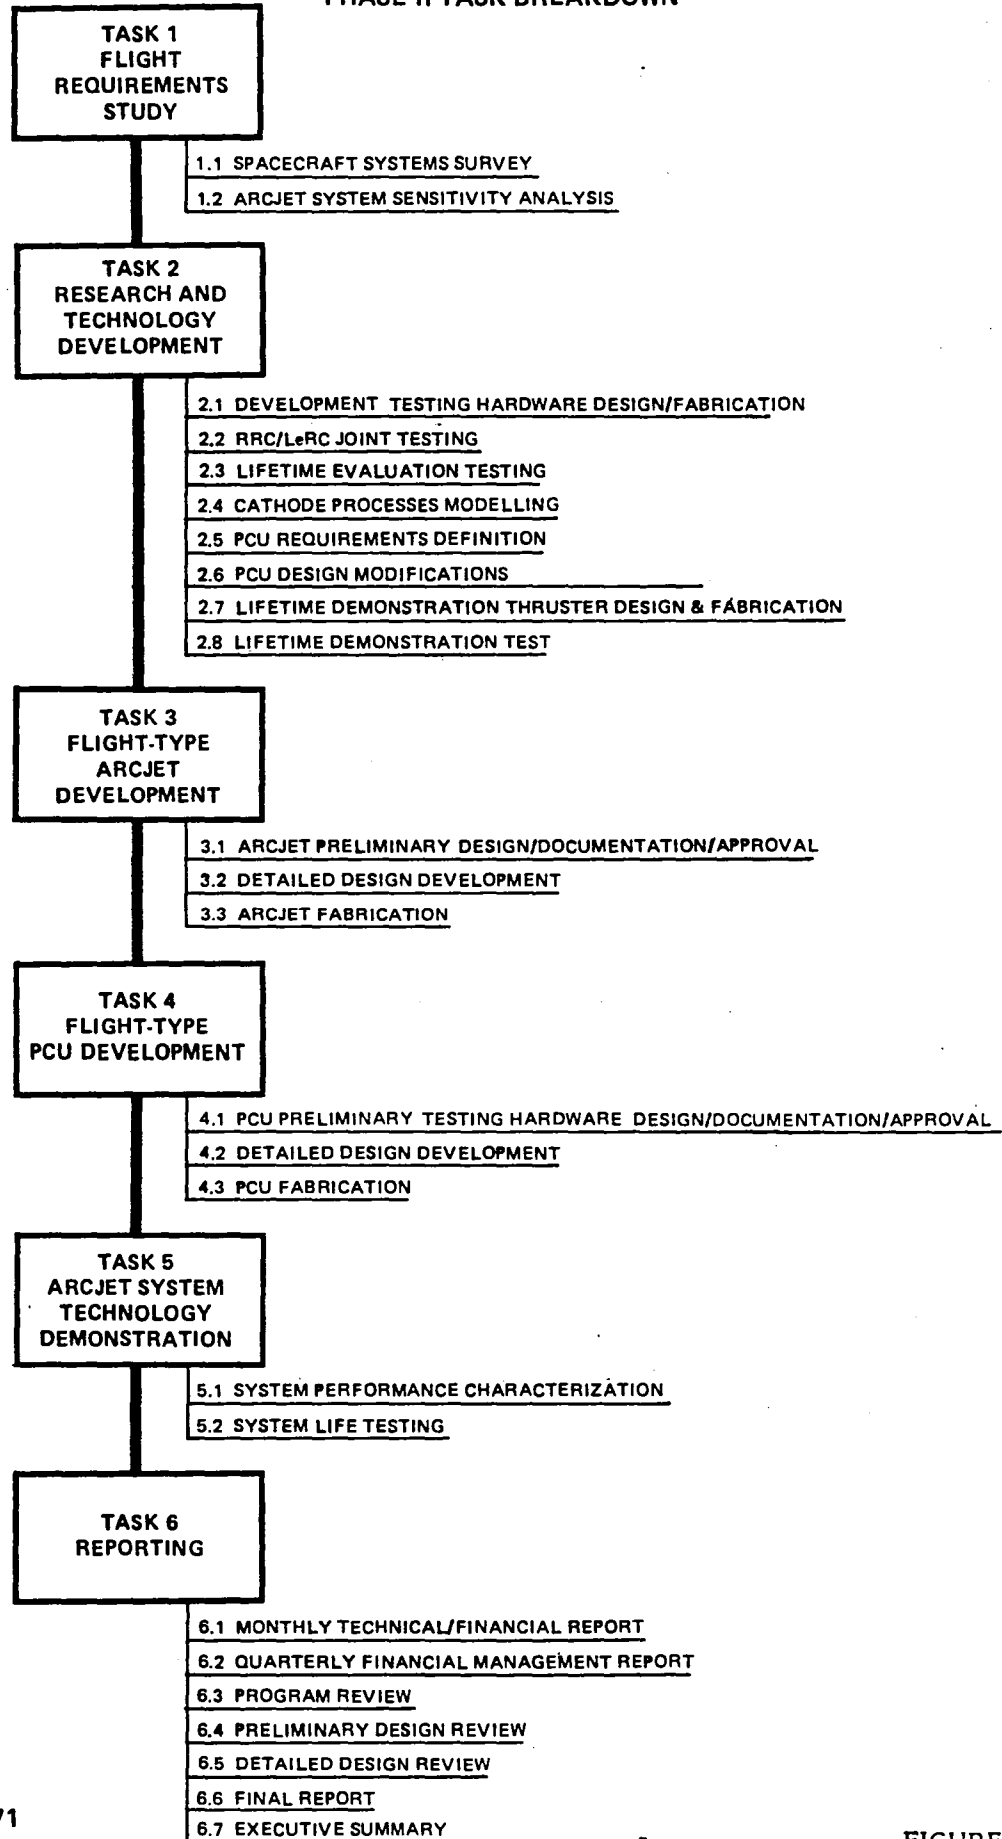 PHASE II TASK BREAKDOWN
TASK 1
FLIGHT
REQUIREMENTS
STUDY
1.1 SPACECRAFT SYSTEMS SURVEY
1.2 ARCJET SYSTEM SENSITIVITY ANALYSIS
TASK 2
RESEARCH AND
TECHNOLOGY
DEVELOPMENT
2.1 DEVELOPMENT TESTING HARDWARE DESIGN/FABRICATION
2.2 RRC/LeRC JOINT TESTING
2.3 LIFETIME EVALUATION TESTING
2.4 CATHODE PROCESSES MODELLING
2.5 PCU REQUIREMENTS DEFINITION
2.6 PCU DESIGN MODIFICATIONS
2.7 LIFETIME DEMONSTRATION THRUSTER DESIGN & FABRICATION
2.8 LIFETIME DEMONSTRATION TEST
TASK 3
FLIGHT-TYPE
ARCJET
DEVELOPMENT
3.1 ARCJET PRELIMINARY DESIGN/DOCUMENTATION/APPROVAL
3.2 DETAILED DESIGN DEVELOPMENT
3.3 ARCJET FABRICATION
TASK 4
FLIGHT-TYPE
PCU DEVELOPMENT
4.1 PCU PRELIMINARY TESTING HARDWARE DESIGN/DOCUMENTATION/APPROVAL
4.2 DETAILED DESIGN DEVELOPMENT
4.3 PCU FABRICATION
TASK 5
ARCJET SYSTEM
TECHNOLOGY
DEMONSTRATION
5.1 SYSTEM PERFORMANCE CHARACTERIZATION
5.2 SYSTEM LIFE TESTING
TASK 6
REPORTING
6.1 MONTHLY TECHNICAL/FINANCIAL REPORT
6.2 QUARTERLY FINANCIAL MANAGEMENT REPORT
6.3 PROGRAM REVIEW
6.4 PRELIMINARY DESIGN REVIEW
6.5 DETAILED DESIGN REVIEW
6.6 FINAL REPORT
6.7 EXECUTIVE SUMMARY
71
FIGURE